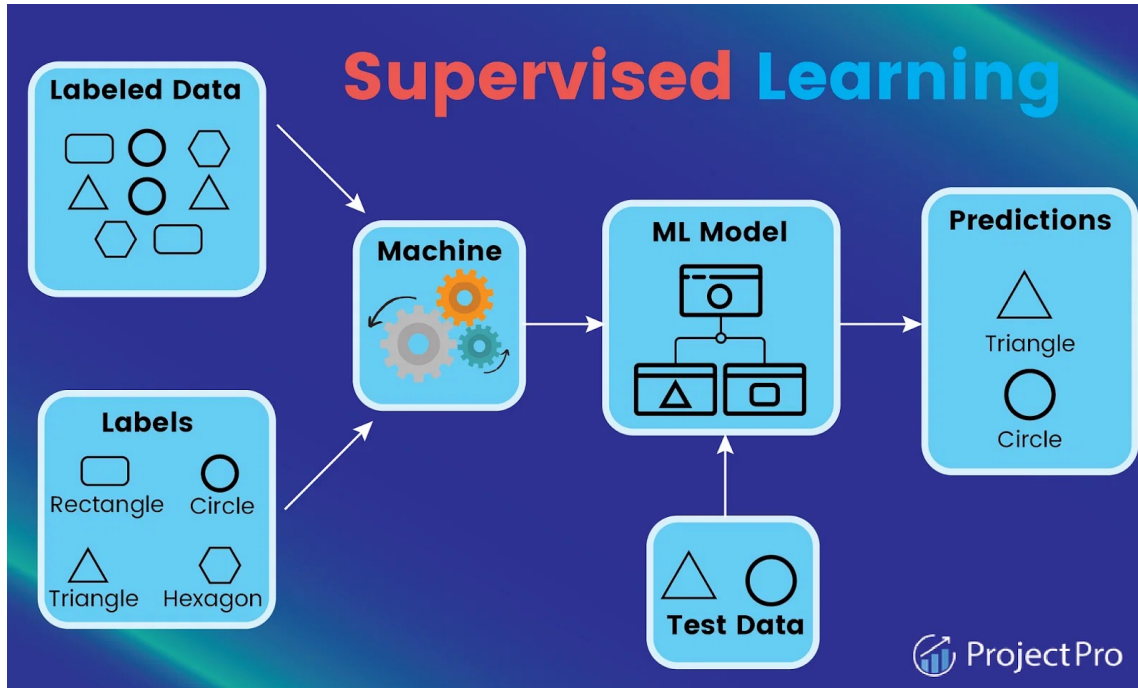 Supervised Learning
Labeled Data
Machine
ML Model
Predictions
Triangle
Circle
Labels
Rectangle Circle
Triangle Hexagon
Test Data
ProjectPro